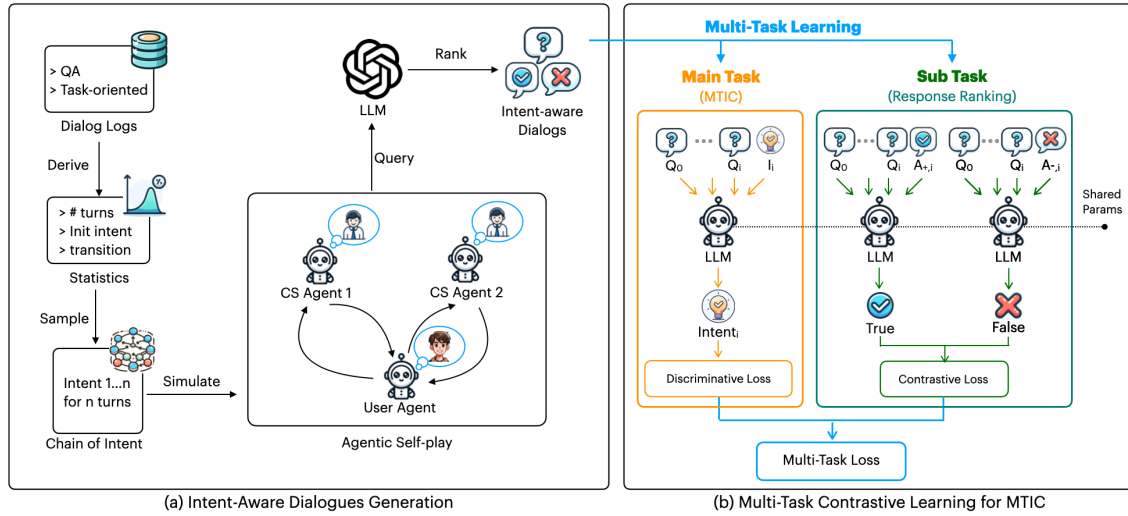 > QA
> Task-oriented
Dialog Logs
Derive
> # turns
> Init intent
> transition
Statistics
Sample
Intent 1...n
for n turns
Chain of Intent
Simulate
LLM
Rank
Intent-aware
Dialogs
Query
CS Agent 1
CS Agent 2
User Agent
Agentic Self-play
(a) Intent-Aware Dialogues Generation
Multi-Task Learning
Main Task
(MTIC)
Sub Task
(Response Ranking)
Q0 Qi Ii
Q0 Qi A+,i
Q0 Qi A-,i
Shared
Params
LLM
LLM
LLM
Intenti
True
False
Discriminative Loss
Contrastive Loss
Multi-Task Loss
(b) Multi-Task Contrastive Learning for MTIC